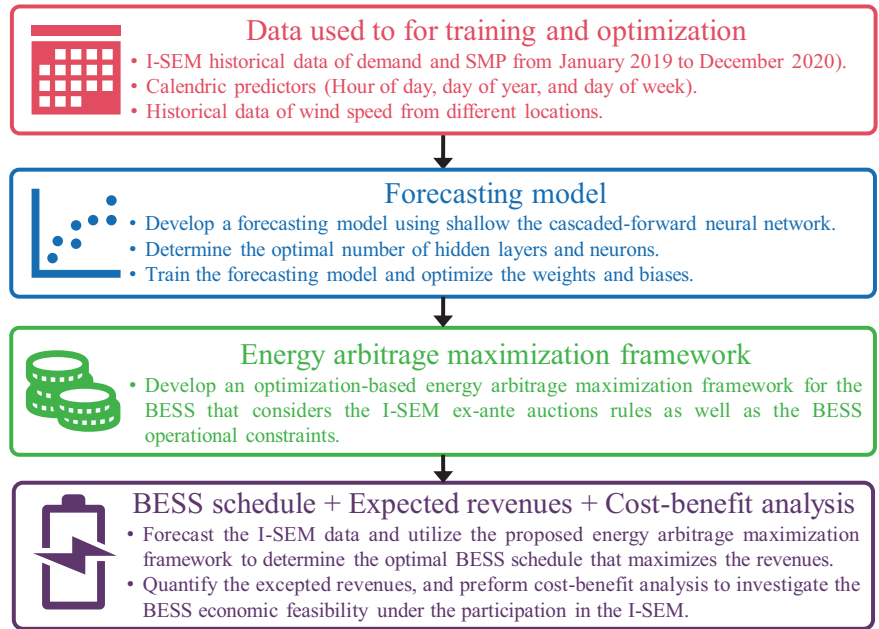 Data used to for training and optimization
• I-SEM historical data of demand and SMP from January 2019 to December 2020).
• Calendric predictors (Hour of day, day of year, and day of week).
• Historical data of wind speed from different locations.
Forecasting model
• Develop a forecasting model using shallow the cascaded-forward neural network.
• Determine the optimal number of hidden layers and neurons.
• Train the forecasting model and optimize the weights and biases.
Energy arbitrage maximization framework
• Develop an optimization-based energy arbitrage maximization framework for the
BESS that considers the I-SEM ex-ante auctions rules as well as the BESS
operational constraints.
BESS schedule + Expected revenues + Cost-benefit analysis
• Forecast the I-SEM data and utilize the proposed energy arbitrage maximization
framework to determine the optimal BESS schedule that maximizes the revenues.
• Quantify the excepted revenues, and preform cost-benefit analysis to investigate the
BESS economic feasibility under the participation in the I-SEM.